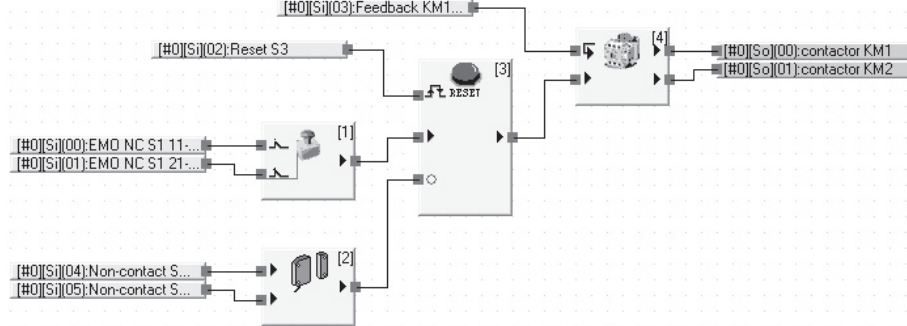 [#0][Si](03):Feedback KM1...
[4]
[#0][So](00):contactor KM1
[#0][So](01):contactor KM2
[#0][Si](02):Reset S3
[3]
RESET
[#0][Si](00):EMO NC S1 11-...
[#0][Si](01):EMO NC S1 21-...
[1]
[#0][Si](04):Non-contact S...
[#0][Si](05):Non-contact S...
[2]